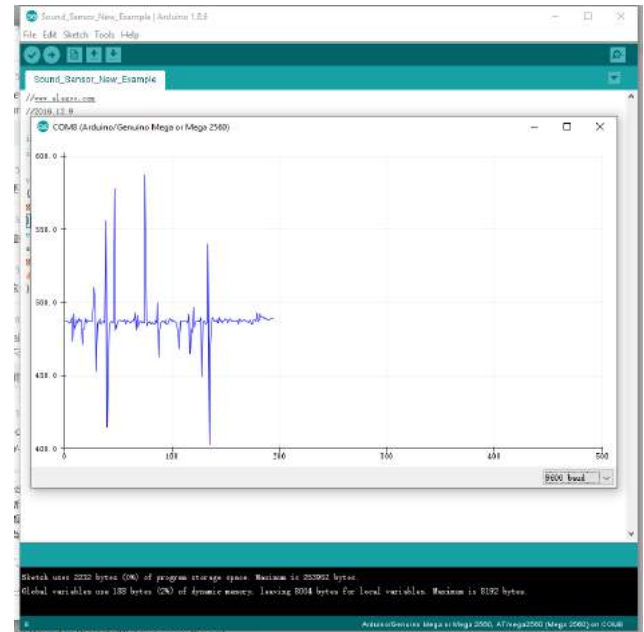 Sound_Sensor_New_Example | Arduino 1.8.6
File Edit Sketch Tools Help
Sound_Sensor_New_Example
//2016.12.9
COM8 (Arduino/Genuino Mega or Mega 2560)
600.0
550.0
500.0
450.0
400.0
0 100 200 300 400 500
9600 baud
Sketch uses 2232 bytes (0%) of program storage space. Maximum is 253952 bytes.
Global variables use 188 bytes (2%) of dynamic memory, leaving 8004 bytes for local variables. Maximum is 8192 bytes.
8
Arduino/Genuino Mega or Mega 2560, ATmega2560 (Mega 2560) on COM8